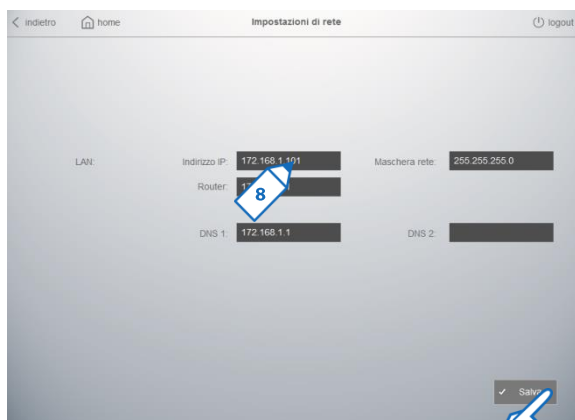 indietro home Impostazioni di rete logout
LAN: Indirizzo IP: 172.168.1.101 Maschera rete: 255.255.255.0
Router:
8
DNS 1: 172.168.1.1 DNS 2:
Salva